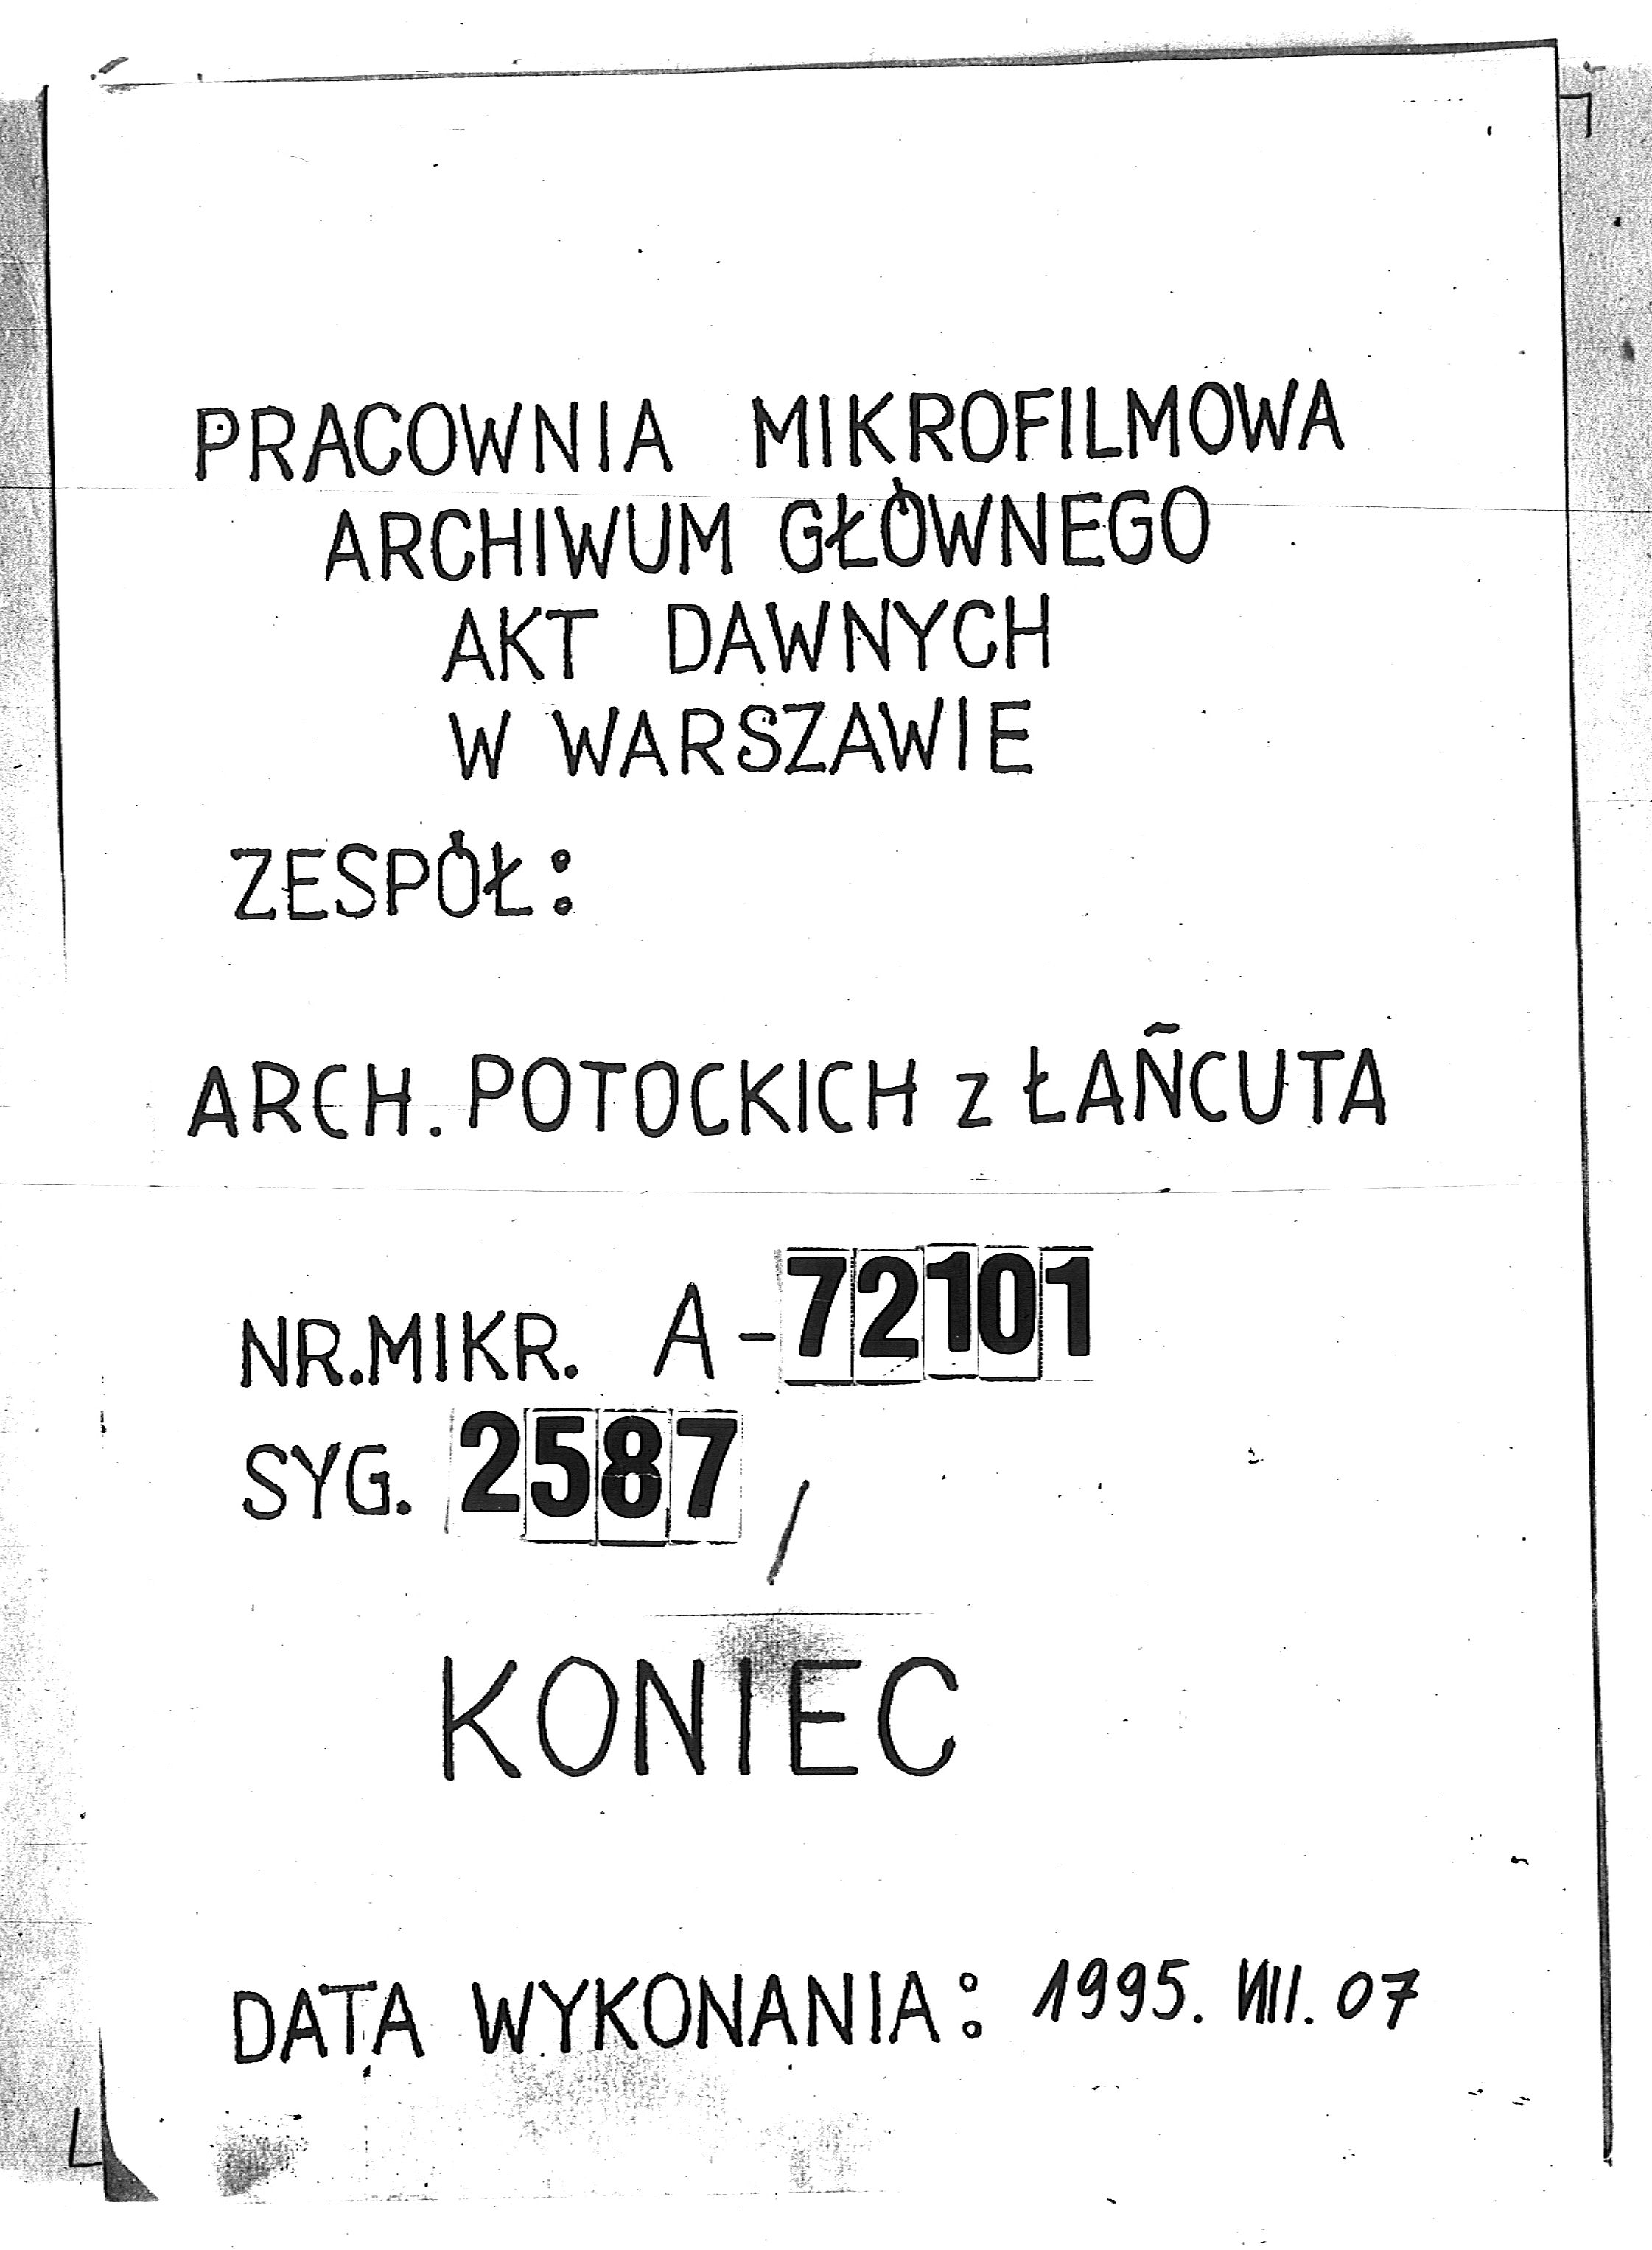 PRACOWNIA MIKROFILMOWA
ARCHIWUM GŁÓWNEGO
AKT DAWNYCH
W WARSZAWIE
ZESPÓŁ:
ARCH. POTOCKICH z ŁAŃCUTA
NR.MIKR. A-72101
SYG. 2587 /
KONIEC
DATA WYKONANIA: 1995. VIII. 07